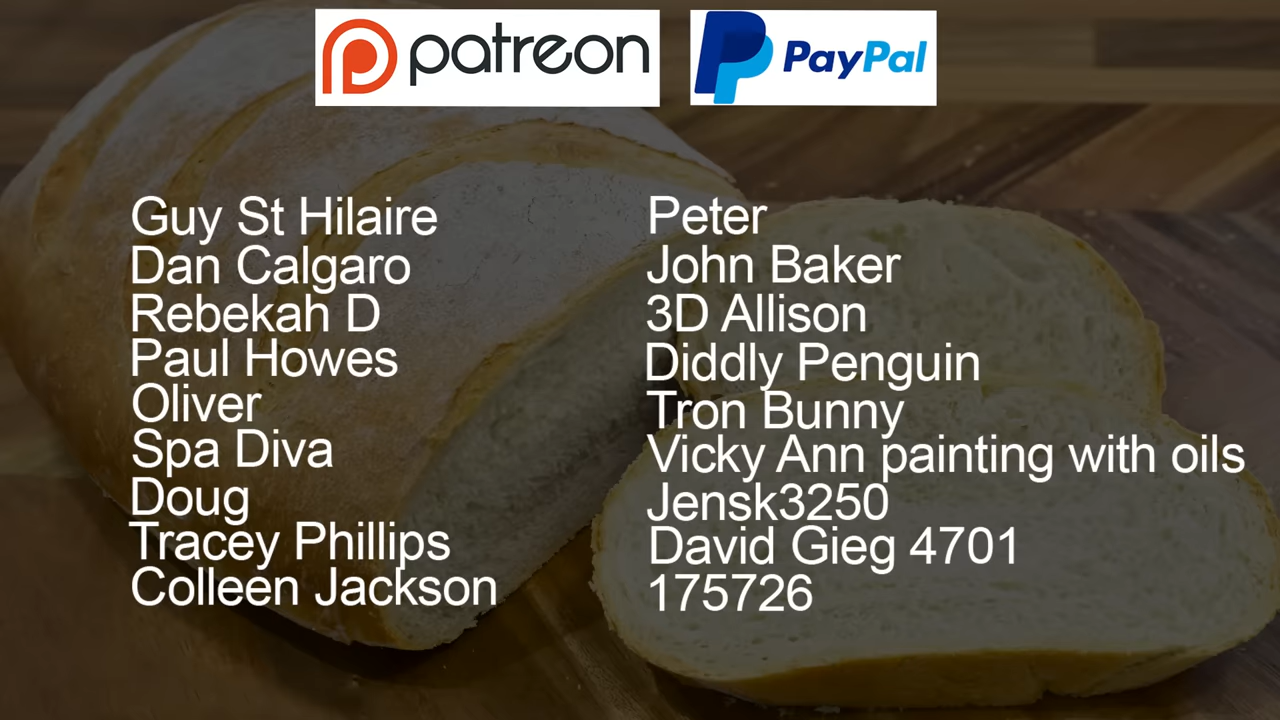 patreon
PayPal
Guy St Hilaire
Dan Calgaro
Rebekah D
Paul Howes
Oliver
Spa Diva
Doug
Tracey Phillips
Colleen Jackson
Peter
John Baker
3D Allison
Diddly Penguin
Tron Bunny
Vicky Ann painting with oils
Jensk3250
David Gieg 4701
175726